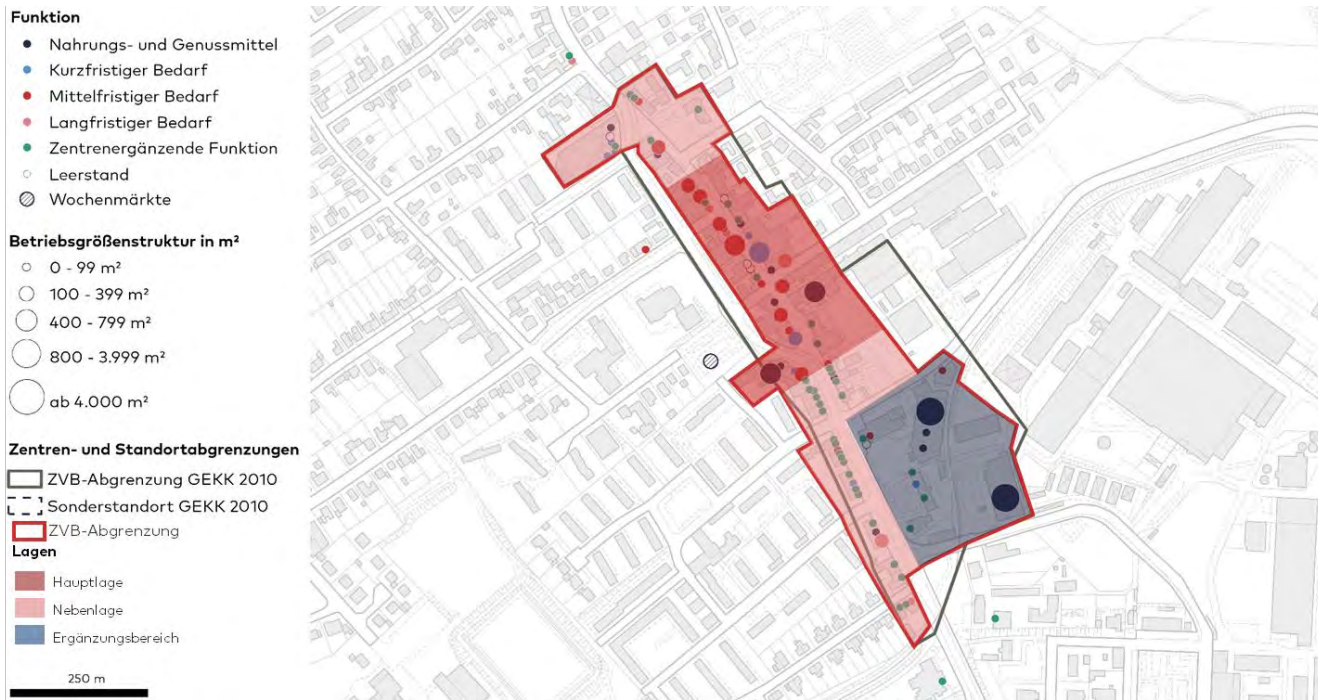 Funktion
Nahrungs- und Genussmittel
Kurzfristiger Bedarf
Mittelfristiger Bedarf
Langfristiger Bedarf
Zentrenergänzende Funktion
Leerstand
Wochenmärkte
Betriebsgrößenstruktur in m²
0 - 99 m²
100 - 399 m²
400 - 799 m²
800 - 3.999 m²
ab 4.000 m²
Zentren- und Standortabgrenzungen
ZVB-Abgrenzung GEKK 2010
Sonderstandort GEKK 2010
ZVB-Abgrenzung
Lagen
Hauptlage
Nebenlage
Ergänzungsbereich
250 m